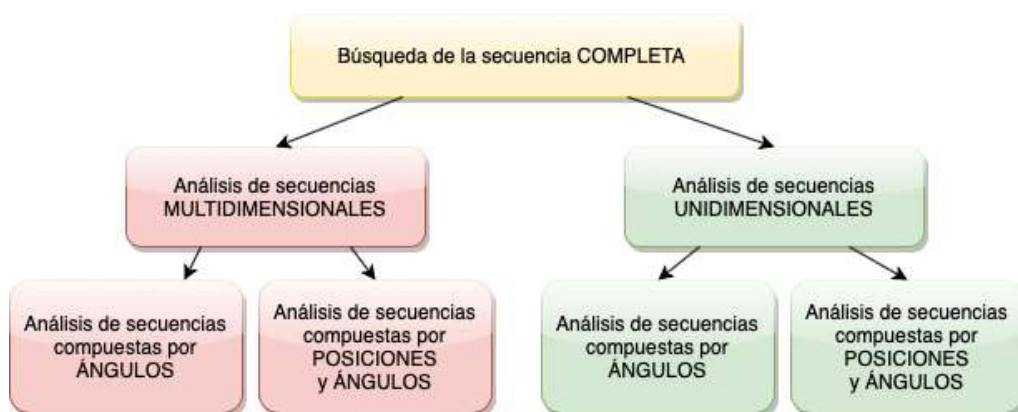 Búsqueda de la secuencia COMPLETA
Análisis de secuencias
MULTIDIMENSIONALES
Análisis de secuencias
UNIDIMENSIONALES
Análisis de secuencias
compuestas por
ÁNGULOS
Análisis de secuencias
compuestas por
POSICIONES
y ÁNGULOS
Análisis de secuencias
compuestas por
ÁNGULOS
Análisis de secuencias
compuestas por
POSICIONES
y ÁNGULOS